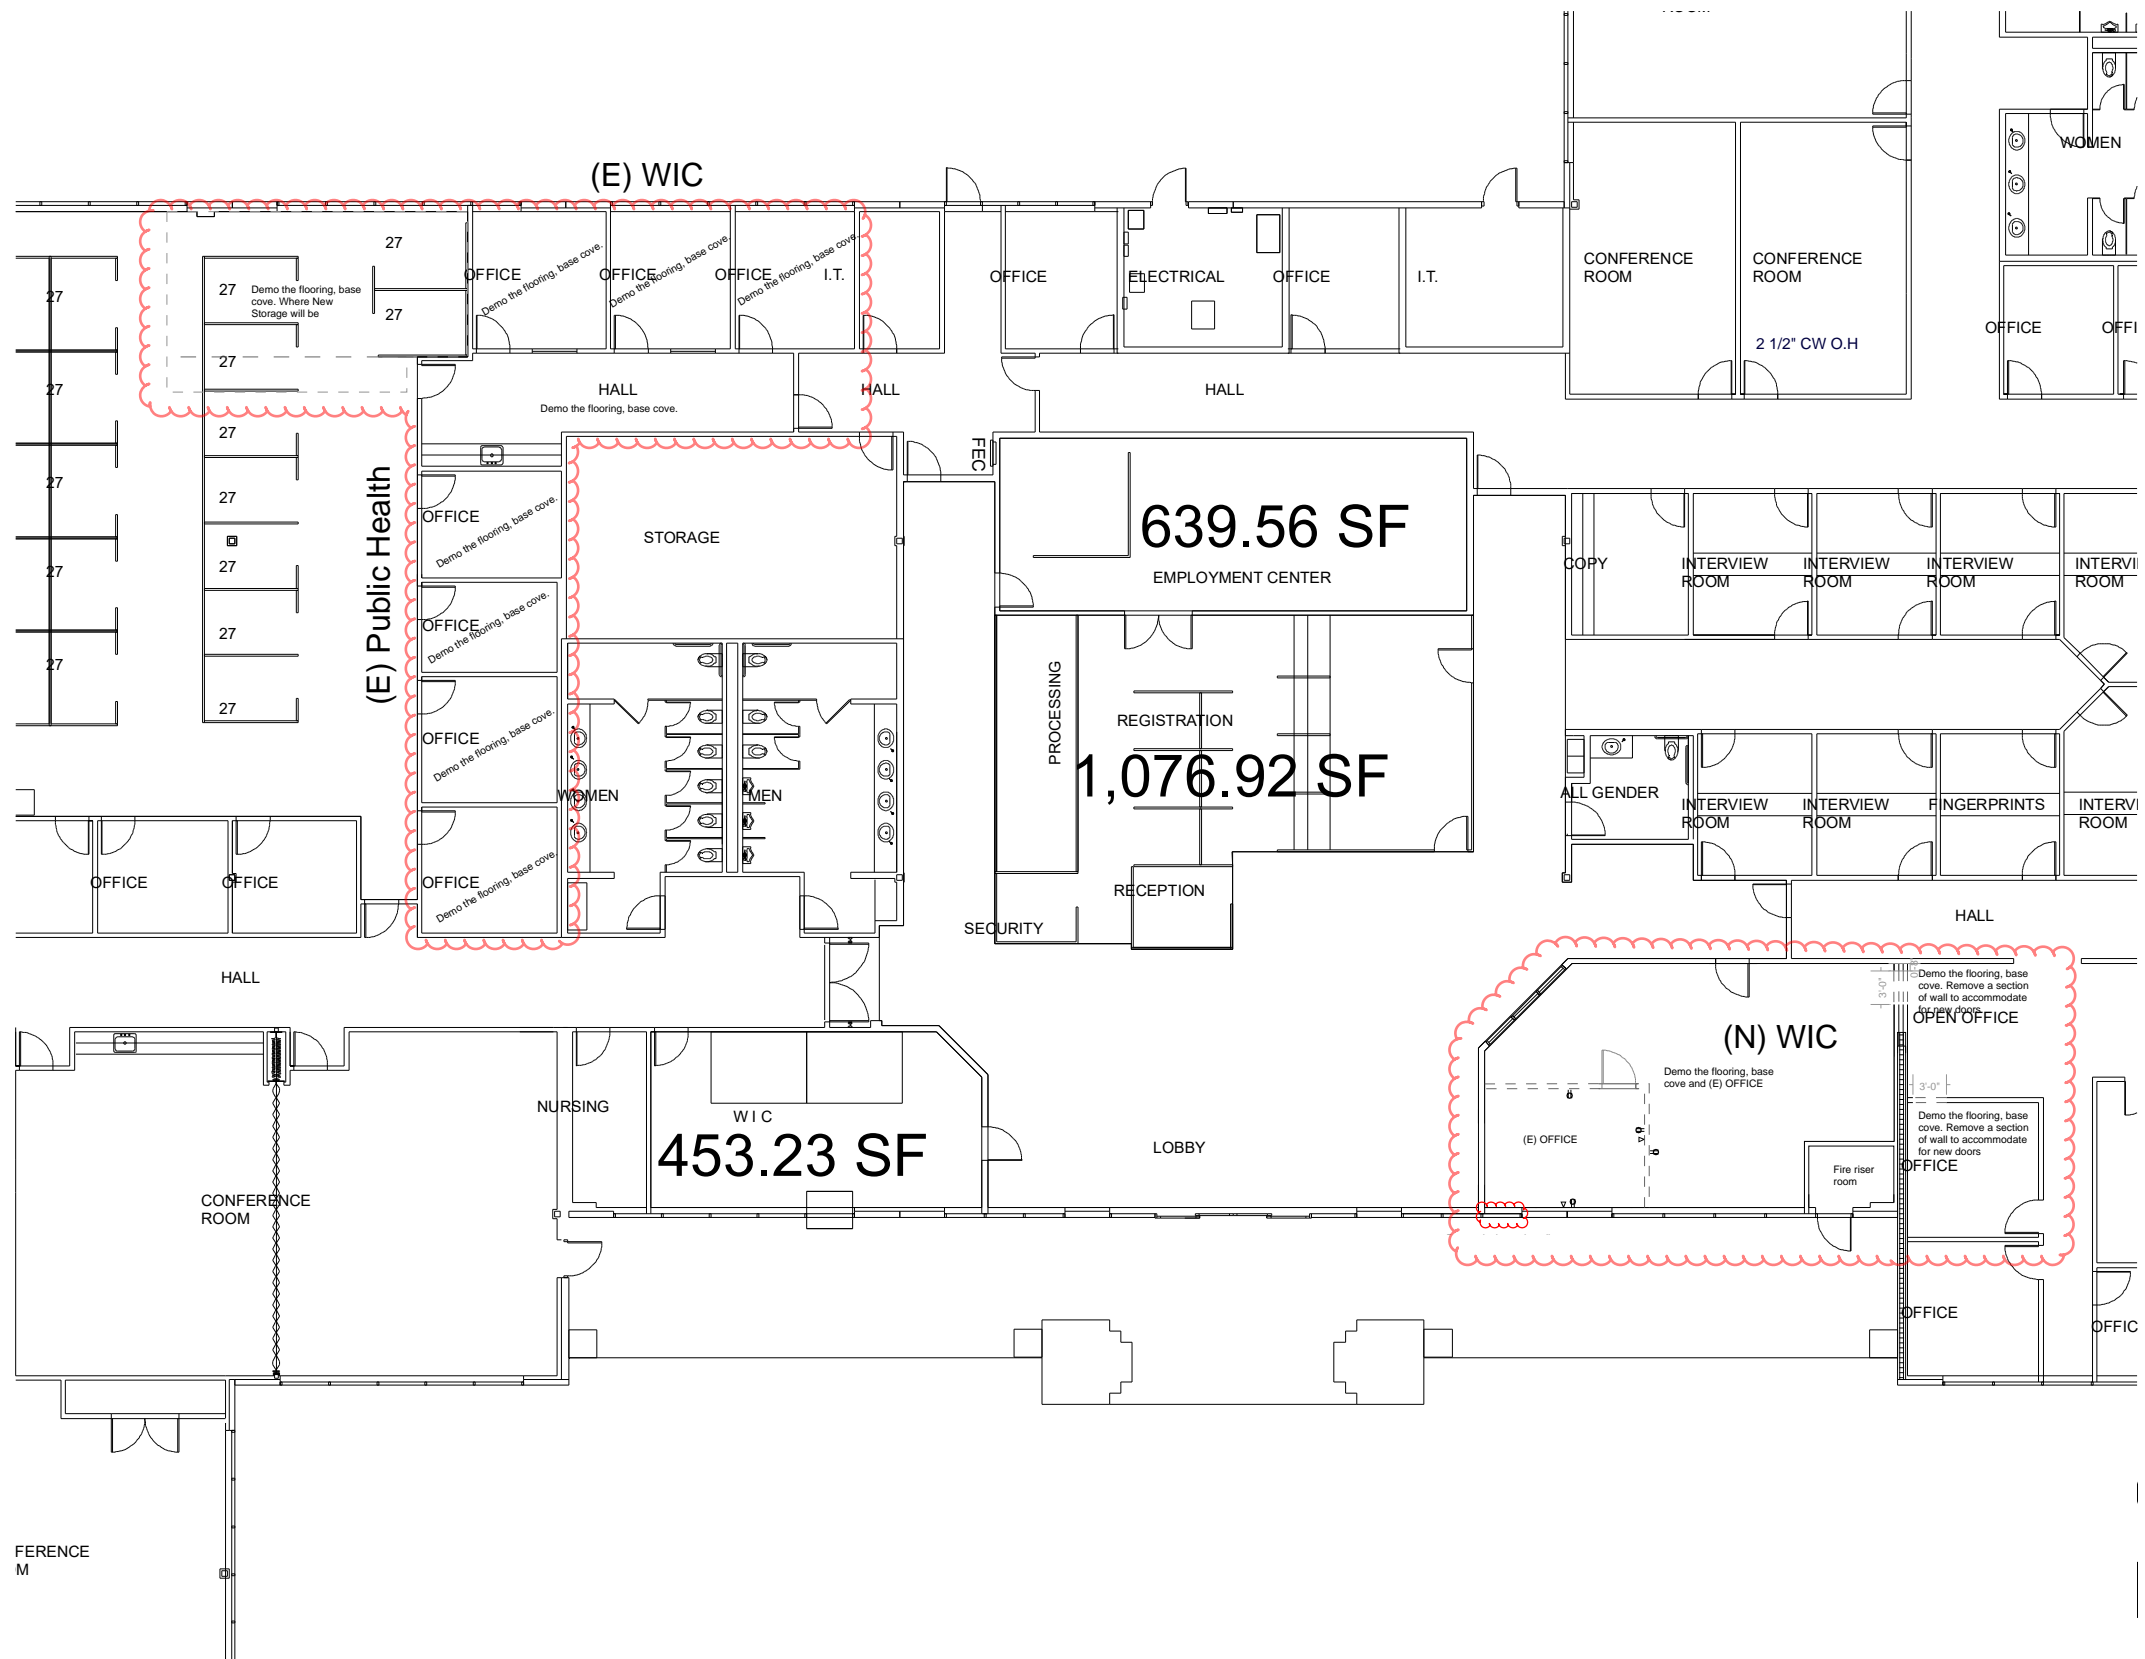 (E) WIC
WOMEN
27
27
27
27
27
Demo the flooring, base
cove. Where New
Storage will be
OFFICE
Demo the flooring, base cove.
OFFICE
Demo the flooring, base cove.
OFFICE
Demo the flooring, base cove.
I.T.
OFFICE
ELECTRICAL
OFFICE
I.T.
CONFERENCE
ROOM
CONFERENCE
ROOM
2 1/2" CW O.H
OFFICE
27
27
HALL
Demo the flooring, base cove.
HALL
HALL
27
FEC
(E) Public Health
27
27
OFFICE
Demo the flooring, base cove.
STORAGE
639.56 SF
EMPLOYMENT CENTER
COPY
INTERVIEW
ROOM
INTERVIEW
ROOM
INTERVIEW
ROOM
ROOM
27
27
OFFICE
Demo the flooring, base cove.
27
27
27
OFFICE
Demo the flooring, base cove.
WOMEN
MEN
PROCESSING
REGISTRATION
1,076.92 SF
ALL GENDER
INTERVIEW
ROOM
INTERVIEW
ROOM
FINGERPRINTS
ROOM
OFFICE
OFFICE
OFFICE
Demo the flooring, base cove.
RECEPTION
SECURITY
HALL
HALL
Demo the flooring, base
cove. Remove a section
of wall to accommodate
for new doors
3'-0"
OPEN OFFICE
(N) WIC
Demo the flooring, base
cove and (E) OFFICE
3'-0"
NURSING
W I C
453.23 SF
LOBBY
(E) OFFICE
Demo the flooring, base
cove. Remove a section
of wall to accommodate
for new doors
OFFICE
Fire riser
room
CONFERENCE
ROOM
OFFICE
OFFIC
FERENCE
M